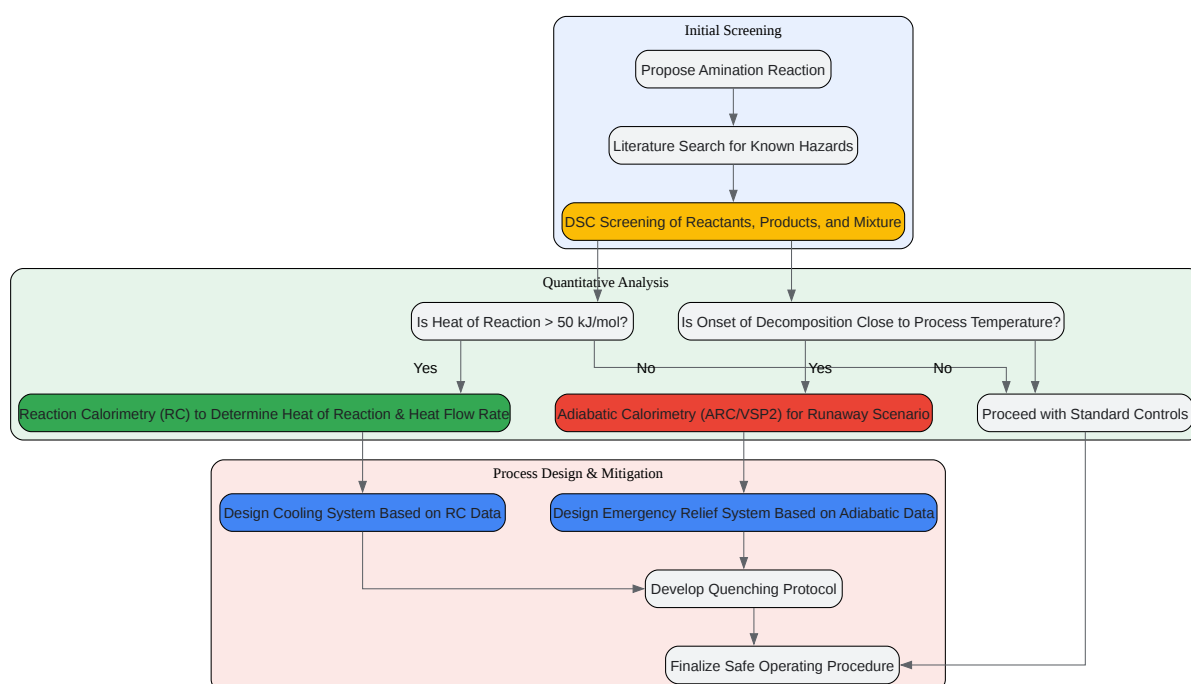 Initial Screening
Propose Amination Reaction
Literature Search for Known Hazards
DSC Screening of Reactants, Products, and Mixture
Quantitative Analysis
Is Heat of Reaction > 50 kJ/mol?
Is Onset of Decomposition Close to Process Temperature?
Yes
No
Yes
No
Reaction Calorimetry (RC) to Determine Heat of Reaction & Heat Flow Rate
Adiabatic Calorimetry (ARC/VSP2) for Runaway Scenario
Proceed with Standard Controls
Process Design & Mitigation
Design Cooling System Based on RC Data
Design Emergency Relief System Based on Adiabatic Data
Develop Quenching Protocol
Finalize Safe Operating Procedure